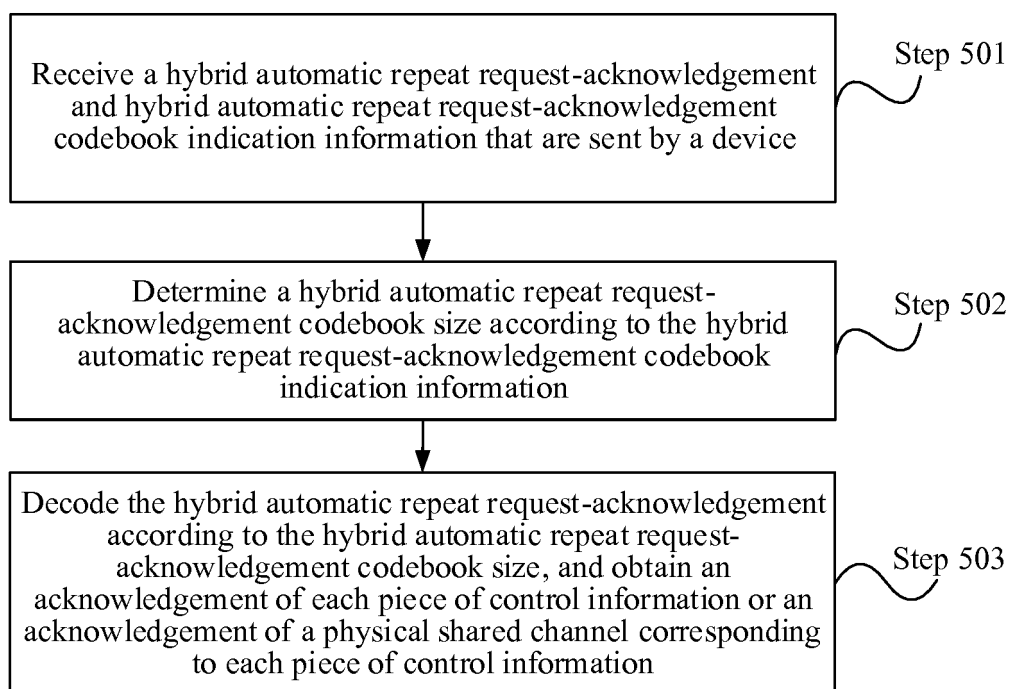 Receive a hybrid automatic repeat request-acknowledgement
and hybrid automatic repeat request-acknowledgement
codebook indication information that are sent by a device
Step 501
Determine a hybrid automatic repeat request-
acknowledgement codebook size according to the hybrid
automatic repeat request-acknowledgement codebook
indication information
Step 502
Decode the hybrid automatic repeat request-acknowledgement
according to the hybrid automatic repeat request-
acknowledgement codebook size, and obtain an
acknowledgement of each piece of control information or an
acknowledgement of a physical shared channel corresponding
to each piece of control information
Step 503